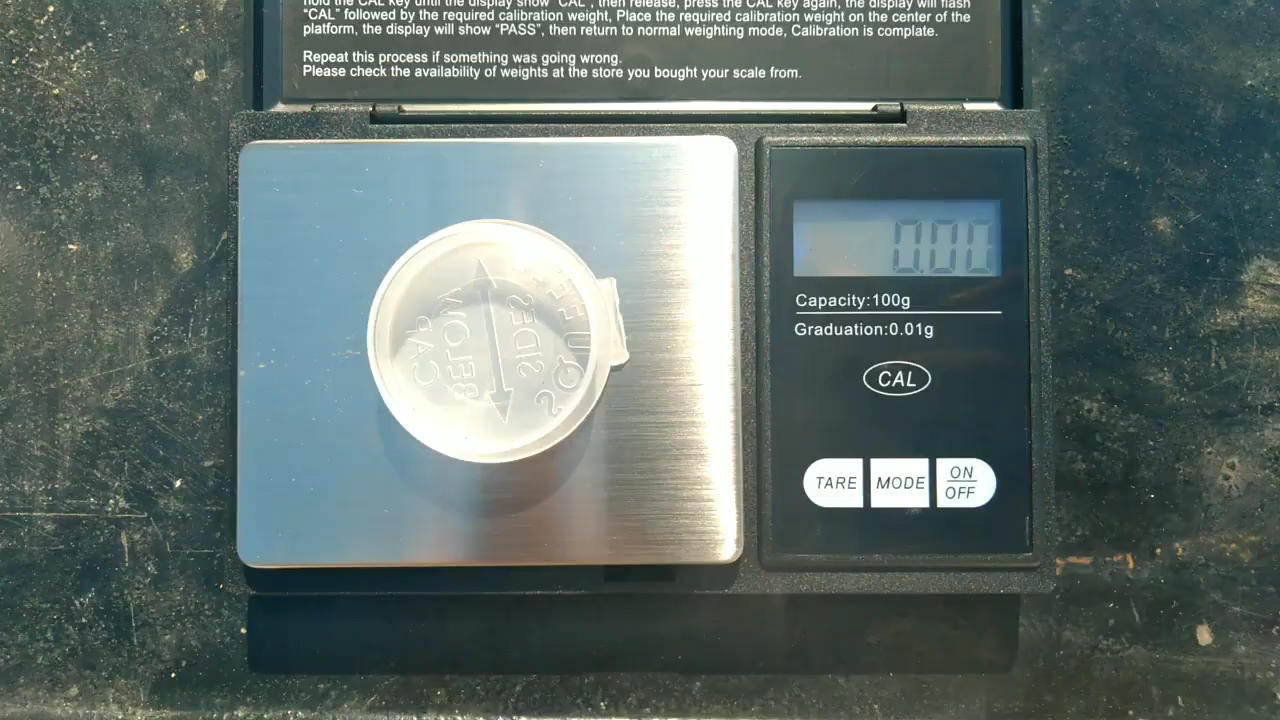 hold the CAL key until the display show "CAL", then release, press the CAL key again, the display will flash
"CAL" followed by the required calibration weight, Place the required calibration weight on the center of the
platform, the display will show "PASS", then return to normal weighting mode, Calibration is complate.
Repeat this process if something was going wrong.
Please check the availability of weights at the store you bought your scale from.
0.00
Capacity:100g
Graduation:0.01g
CAL
TARE
MODE
ON
OFF
SIDES